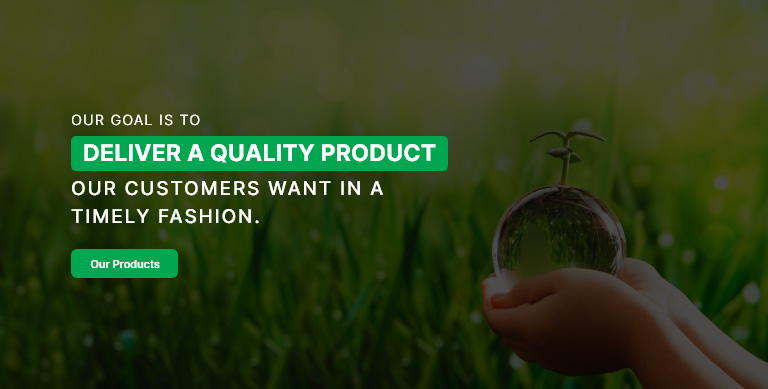 OUR GOAL IS TO
DELIVER A QUALITY PRODUCT
OUR CUSTOMERS WANT IN A
TIMELY FASHION.
Our Products